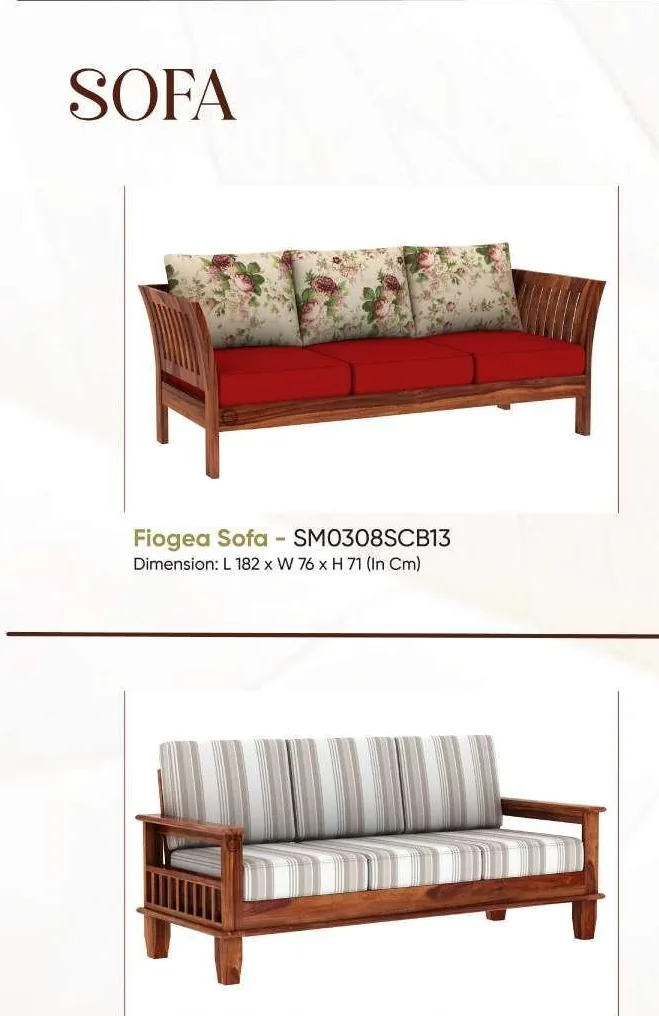 SOFA
Fiogea Sofa - SM0308SCB13
Dimension: L 182 x W 76 x H 71 (In Cm)